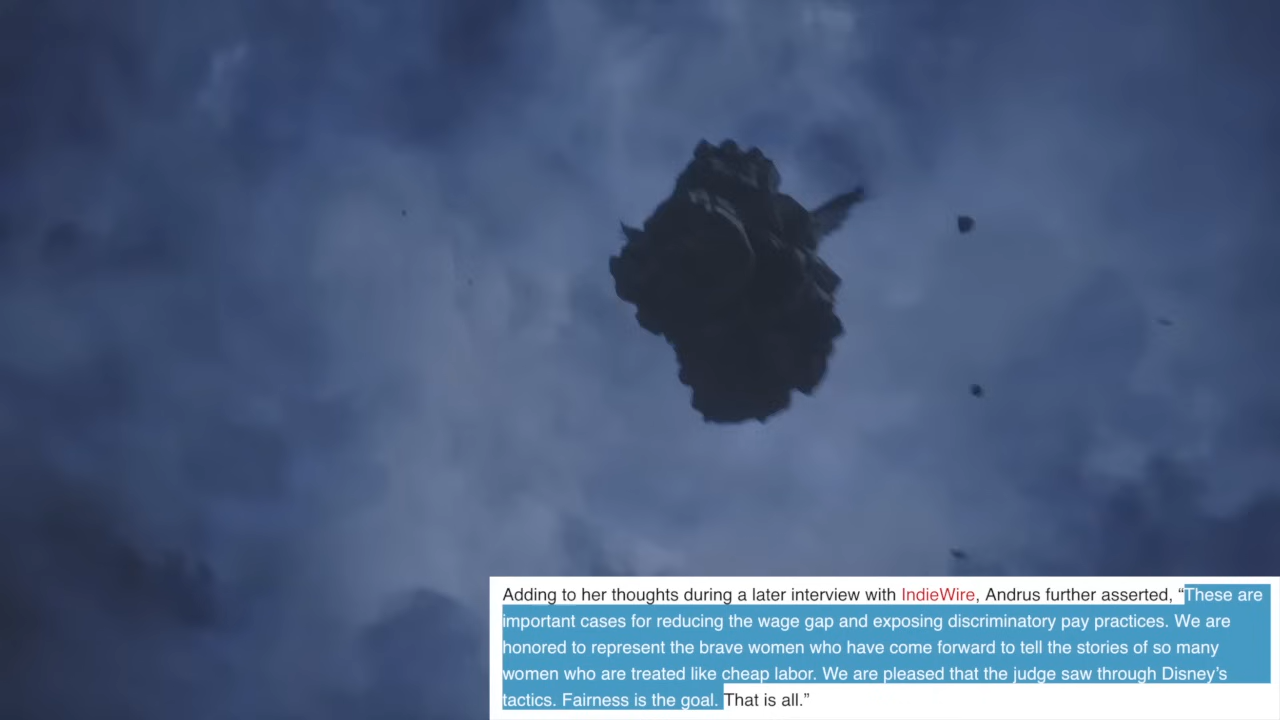 Adding to her thoughts during a later interview with IndieWire, Andrus further asserted, “These are
important cases for reducing the wage gap and exposing discriminatory pay practices. We are
honored to represent the brave women who have come forward to tell the stories of so many
women who are treated like cheap labor. We are pleased that the judge saw through Disney’s
tactics. Fairness is the goal. That is all.”